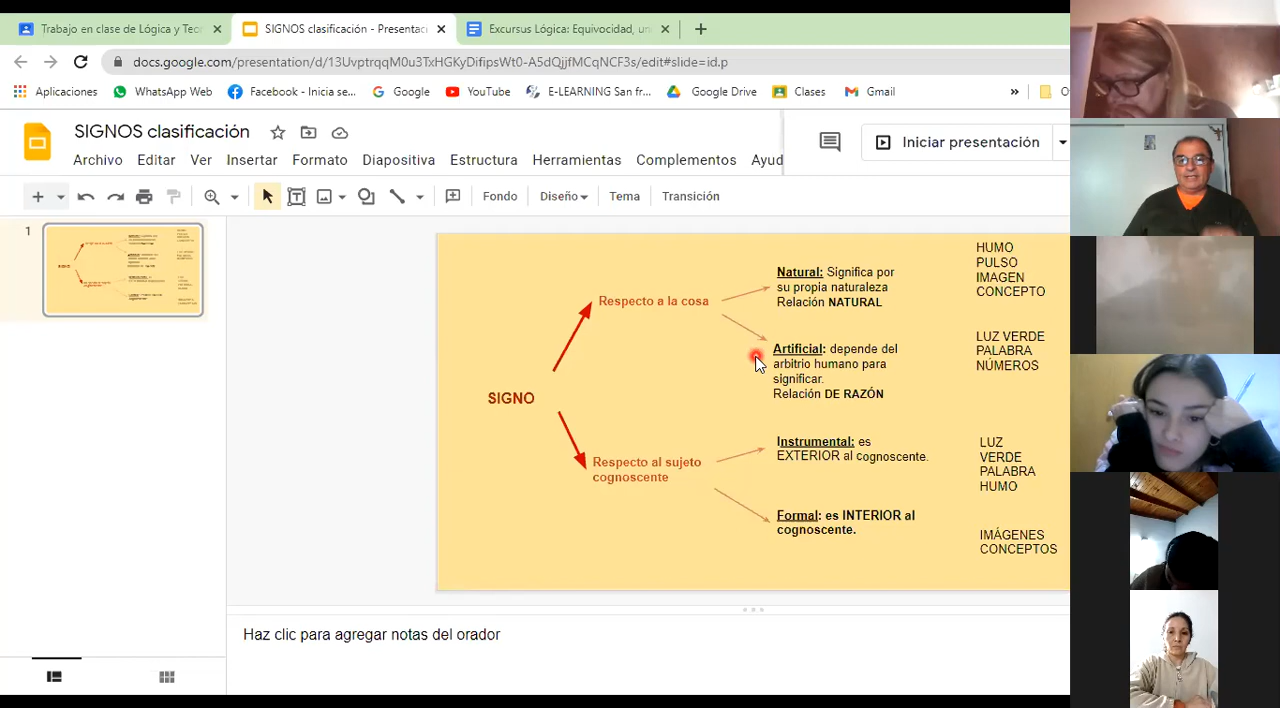 Trabajo en clase de Lógica y Teor
SIGNOS clasificación - Presentac
Excursus Lógica: Equivocidad, un
docs.google.com/presentation/d/13UvptrqqM0u3TxHGKyDifipsWt0-A5dQjjfMCqNCF3s/edit#slide=id.p
Aplicaciones
WhatsApp Web
Facebook - Inicia se...
Google
YouTube
E-LEARNING San fr...
Google Drive
Clases
Gmail
»
SIGNOS clasificación
Archivo Editar Ver Insertar Formato Diapositiva Estructura Herramientas Complementos Ayud
Iniciar presentación
Fondo Diseño Tema Transición
1
SIGNO
Respecto a la cosa
Natural: Significa por
su propia naturaleza
Relación NATURAL
HUMO
PULSO
IMAGEN
CONCEPTO
Artificial: depende del
arbitrio humano para
significar.
Relación DE RAZÓN
LUZ VERDE
PALABRA
NÚMEROS
Respecto al sujeto
cognoscente
Instrumental: es
EXTERIOR al cognoscente.
LUZ
VERDE
PALABRA
HUMO
Formal: es INTERIOR al
cognoscente.
IMÁGENES
CONCEPTOS
Haz clic para agregar notas del orador